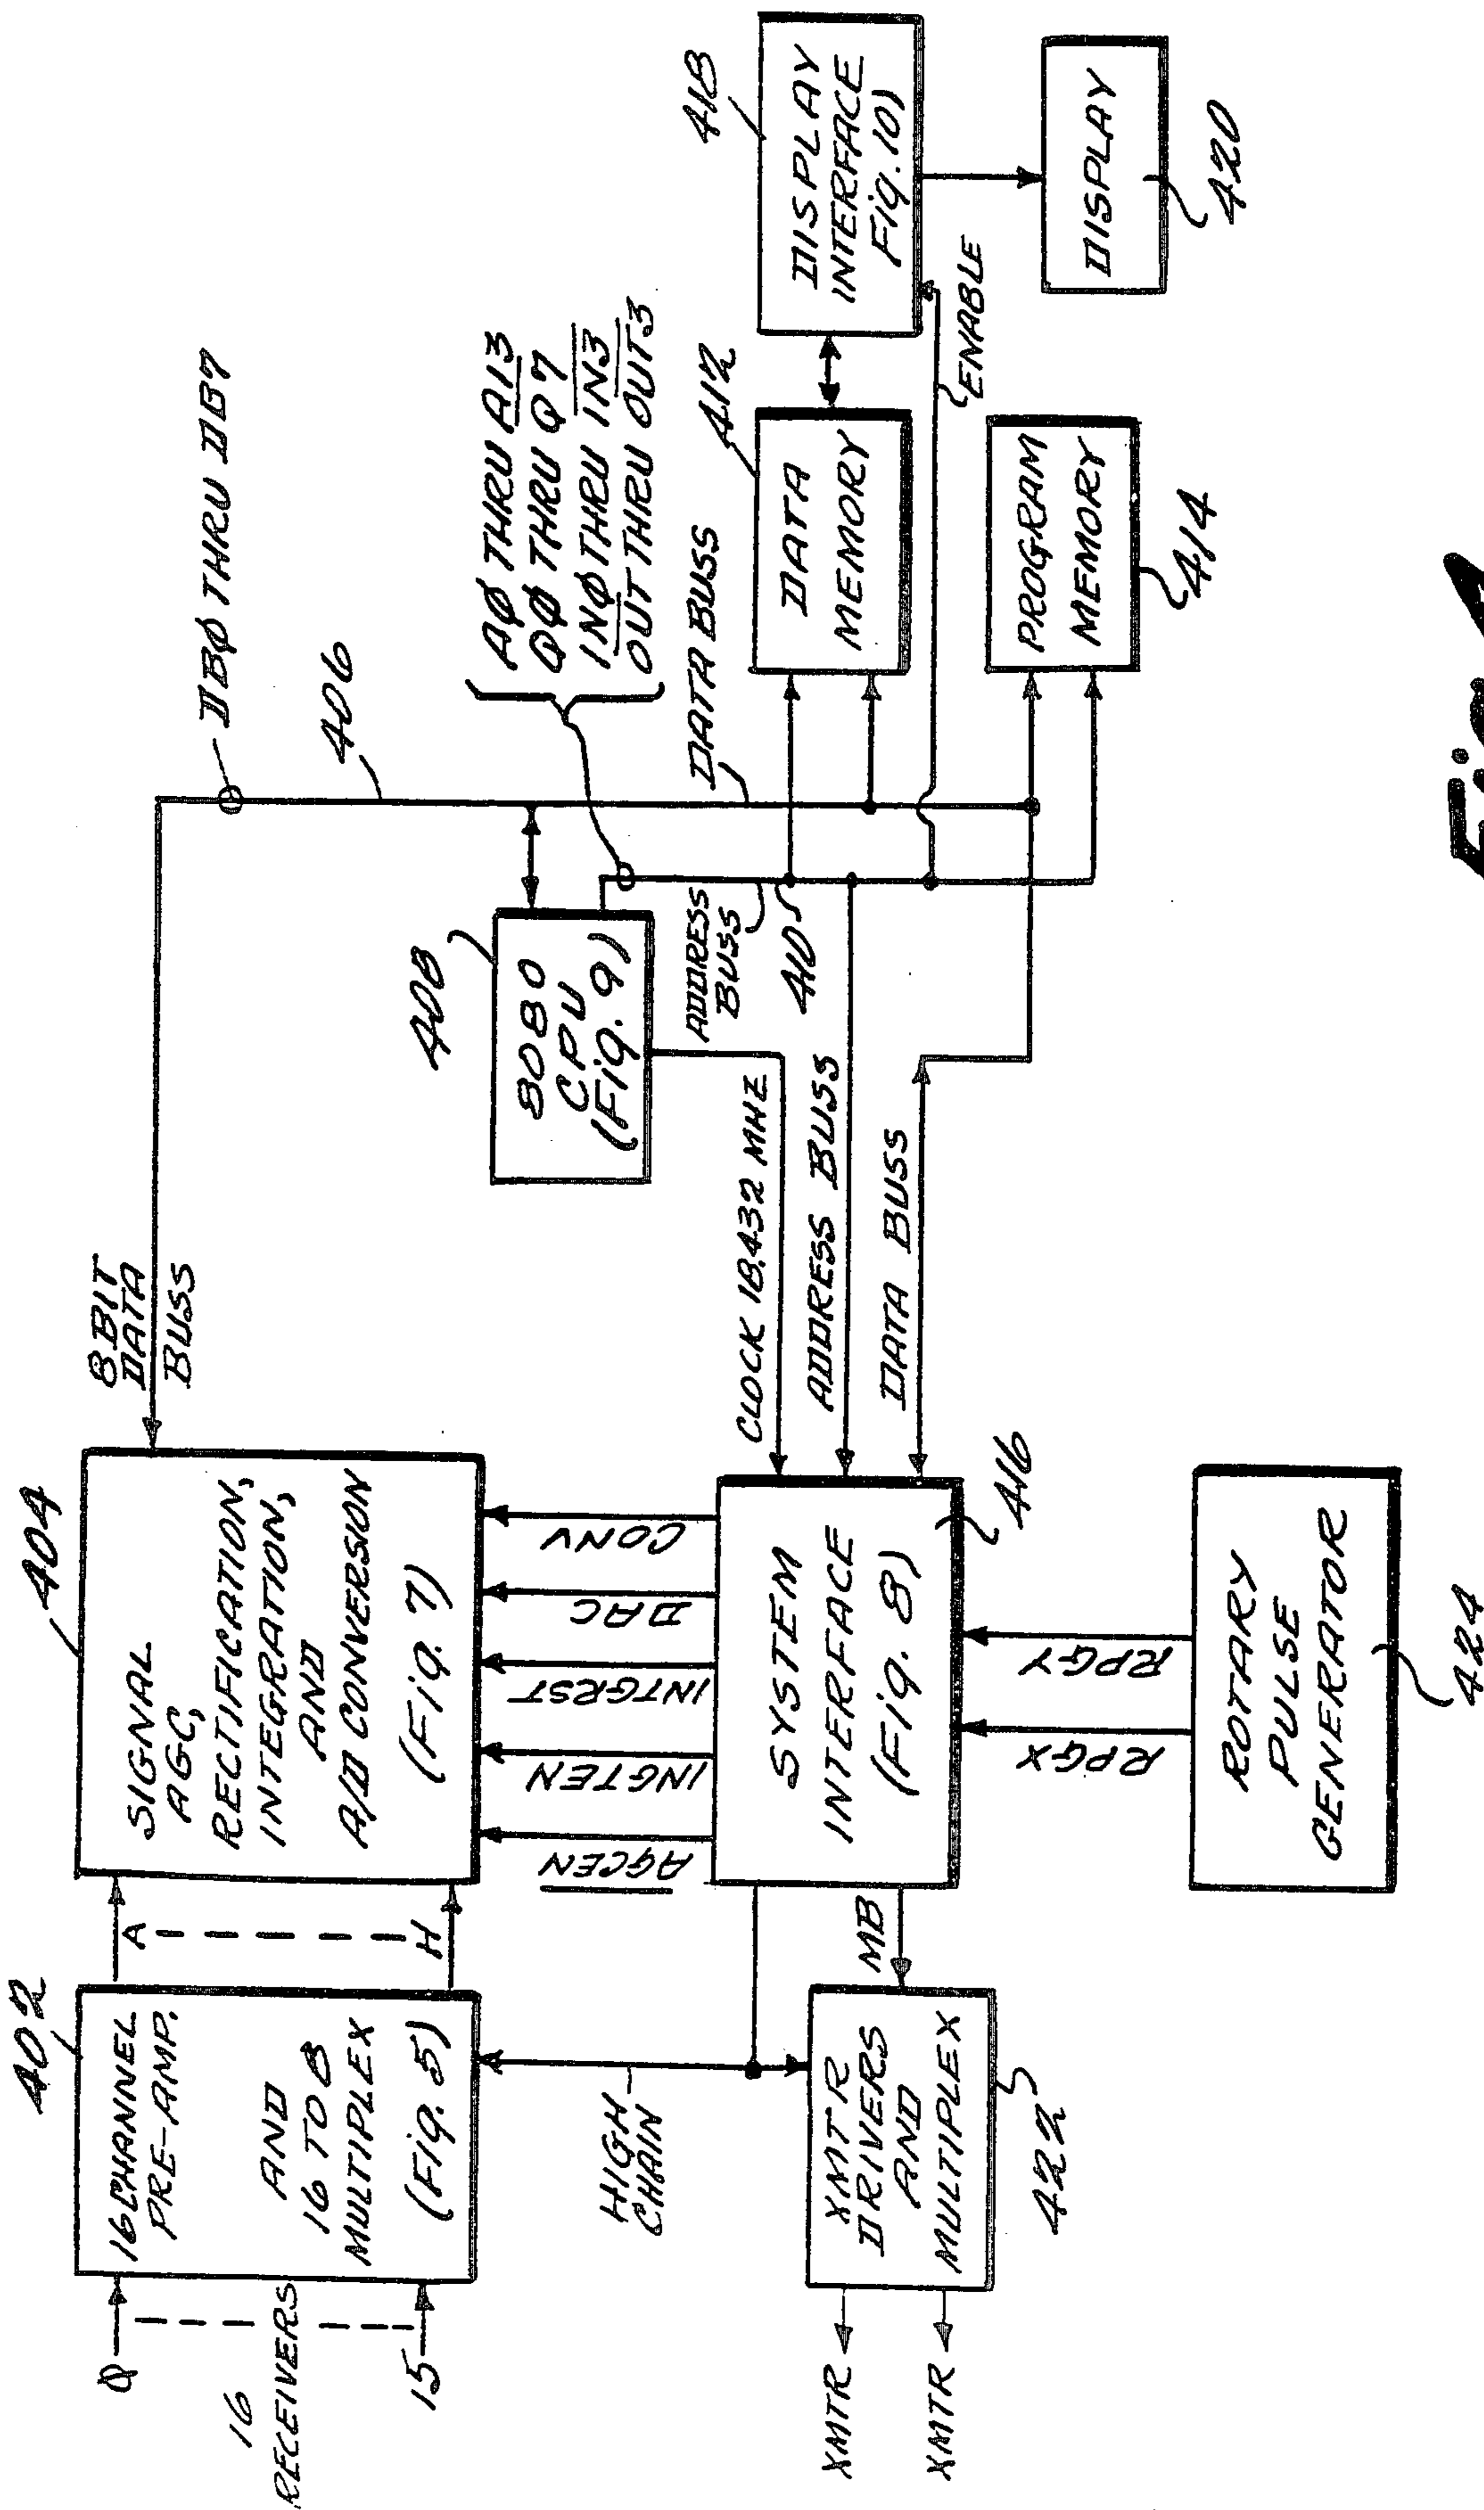 402
16 CHANNEL
PRE-AMP.
AND
16 TO 8
MULTIPLEX
(Fig. 5)
0
16
RECEIVERS
15
A
H
404
SIGNAL
AGC,
RECTIFICATION,
INTEGRATION,
AND
A/D CONVERSION
(Fig. 7)
8 BIT
DATA
BUSS
DBØ THRU DB7
406
408
8080
CPU
(Fig. 9)
AØ THRU A13
QØ THRU Q7
INØ THRU IN3
OUT THRU OUT3
DATA BUSS
ADDRESS
BUSS
410
412
DATA
MEMORY
418
DISPLAY
INTERFACE
Fig. 10)
ENABLE
DISPLAY
420
PROGRAM
MEMORY
414
CLOCK 18.432 MHZ
ADDRESS BUSS
DATA BUSS
AGCEN
INGTEN
INTGRST
DAC
CONV
SYSTEM
INTERFACE
(Fig. 8)
416
HIGH
CHAIN
MB
XMTR
DRIVERS
AND
MULTIPLEX
422
XMTR
XMTR
RPGX
RPGY
ROTARY
PULSE
GENERATOR
424